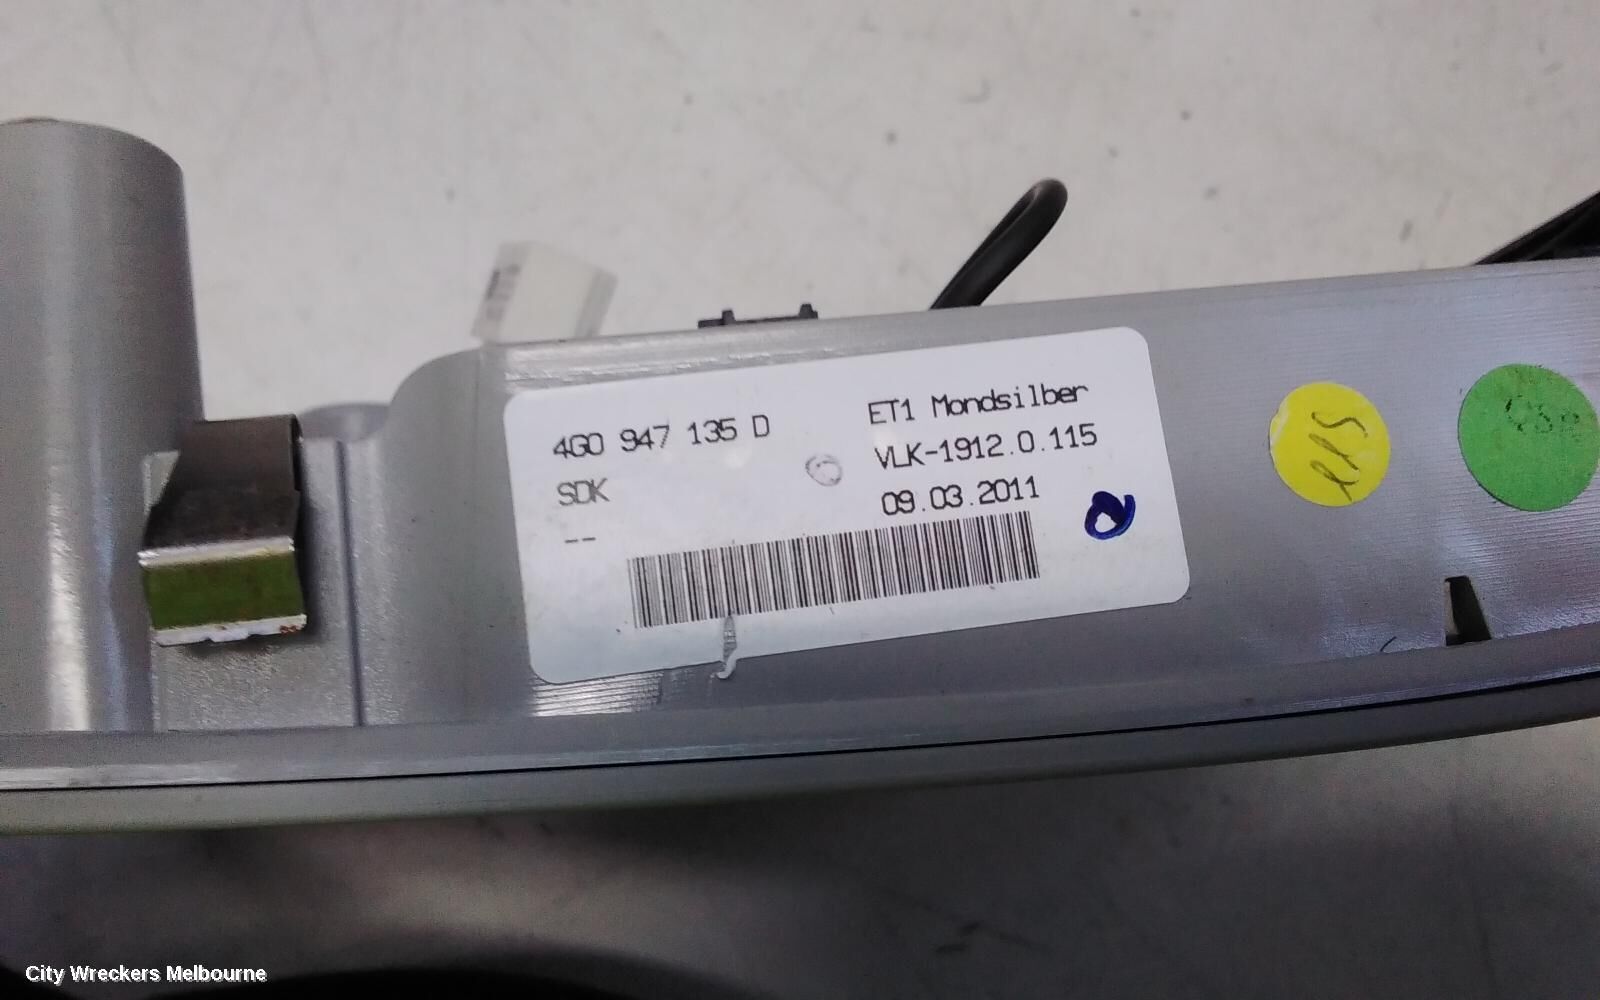 4G0 947 135 D
SDK
--
ET1 Mondsilber
VLK-1912.0.115
09.03.2011
City Wreckers Melbourne